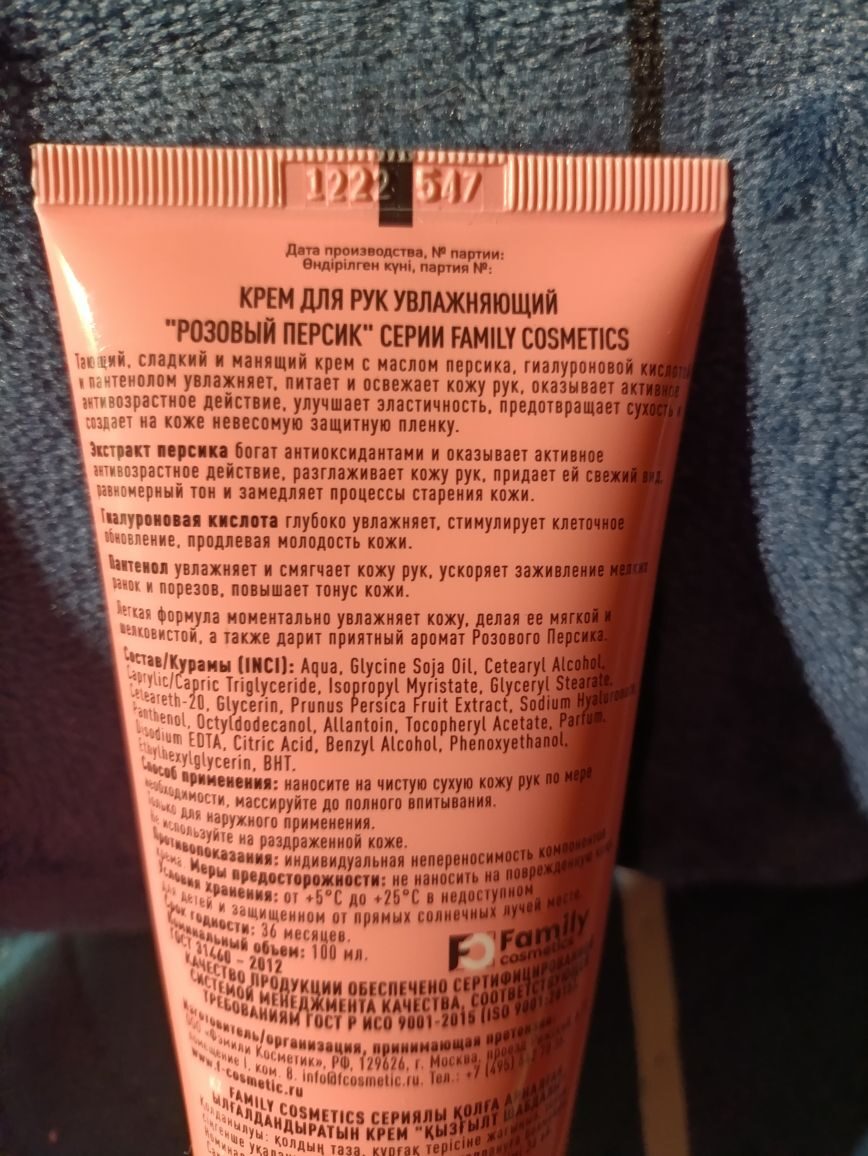 1222 547
Дата производства, № партии:
Өндірілген күні, партия №:
КРЕМ ДЛЯ РУК УВЛАЖНЯЮЩИЙ
"РОЗОВЫЙ ПЕРСИК" СЕРИИ FAMILY COSMETICS
Тающий, сладкий и манящий крем с маслом персика, гиалуроновой кислотой
и пантенолом увлажняет, питает и освежает кожу рук, оказывает активное
антивозрастное действие, улучшает эластичность, предотвращает сухость и
создает на коже невесомую защитную пленку.
Экстракт персика богат антиоксидантами и оказывает активное
антивозрастное действие, разглаживает кожу рук, придает ей свежий вид,
равномерный тон и замедляет процессы старения кожи.
Гиалуроновая кислота глубоко увлажняет, стимулирует клеточное
обновление, продлевая молодость кожи.
Пантенол увлажняет и смягчает кожу рук, ускоряет заживление мелких
ранок и порезов, повышает тонус кожи.
Легкая формула моментально увлажняет кожу, делая ее мягкой и
шелковистой, а также дарит приятный аромат Розового Персика.
Состав/Курамы (INCI): Aqua, Glycine Soja Oil, Cetearyl Alcohol,
Caprylic/Capric Triglyceride, Isopropyl Myristate, Glyceryl Stearate,
Ceteareth-20, Glycerin, Prunus Persica Fruit Extract, Sodium Hyaluronate,
Panthenol, Octyldodecanol, Allantoin, Tocopheryl Acetate, Parfum,
Disodium EDTA, Citric Acid, Benzyl Alcohol, Phenoxyethanol,
Ethylhexylglycerin, BHT.
Способ применения: наносите на чистую сухую кожу рук по мере
необходимости, массируйте до полного впитывания.
Только для наружного применения.
Не используйте на раздраженной коже.
Противопоказания: индивидуальная непереносимость компонентов
крема. Меры предосторожности: не наносить на поврежденную кожу.
Условия хранения: от +5°C до +25°C в недоступном
для детей и защищенном от прямых солнечных лучей месте.
Срок годности: 36 месяцев.
Номинальный объем: 100 мл.
ГОСТ 31460 – 2012
Family
cosmetics
КАЧЕСТВО ПРОДУКЦИИ ОБЕСПЕЧЕНО СЕРТИФИЦИРОВАННОЙ
СИСТЕМОЙ МЕНЕДЖМЕНТА КАЧЕСТВА, СООТВЕТСТВУЮЩЕЙ
ТРЕБОВАНИЯМ ГОСТ Р ИСО 9001-2015 (ISO 9001:2015).
Изготовитель/организация, принимающая претензии:
ООО «Фэмили Косметик», РФ, 129626, г. Москва, проезд
помещение I, ком. 8. info@fcosmetic.ru. Тел.: +7 (495)
www.f-cosmetic.ru
FAMILY COSMETICS СЕРИЯЛЫ ҚОЛҒА АРНАЛҒАН
ЫЛҒАЛДАНДЫРАТЫН КРЕМ "ҚЫЗҒЫЛТ ШАБДАЛЫ"
Қолданылуы: қолдың таза, құрғақ терісіне